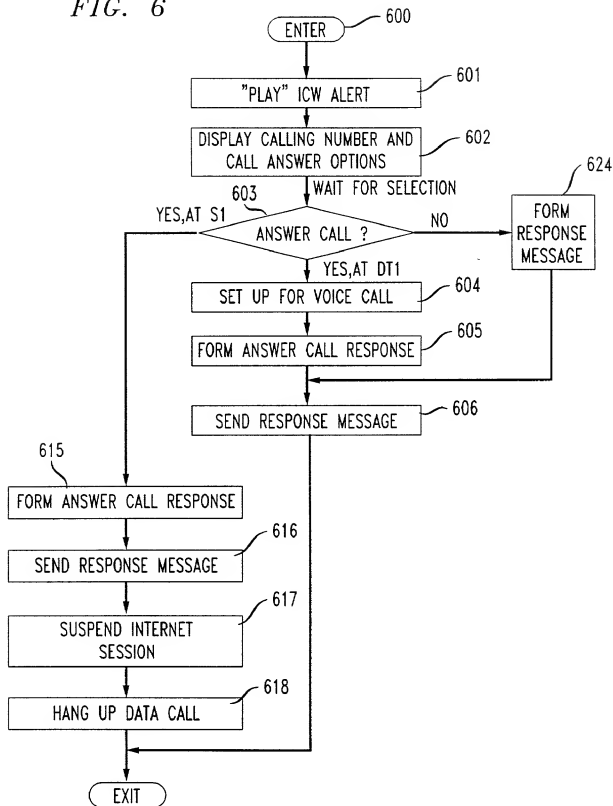 FIG. 6
ENTER
600
"PLAY" ICW ALERT
601
DISPLAY CALLING NUMBER AND
CALL ANSWER OPTIONS
602
WAIT FOR SELECTION
603
624
YES,AT S1
ANSWER CALL ?
NO
FORM
RESPONSE
MESSAGE
YES,AT DT1
SET UP FOR VOICE CALL
604
FORM ANSWER CALL RESPONSE
605
SEND RESPONSE MESSAGE
606
615
FORM ANSWER CALL RESPONSE
SEND RESPONSE MESSAGE
616
SUSPEND INTERNET
SESSION
617
HANG UP DATA CALL
618
EXIT